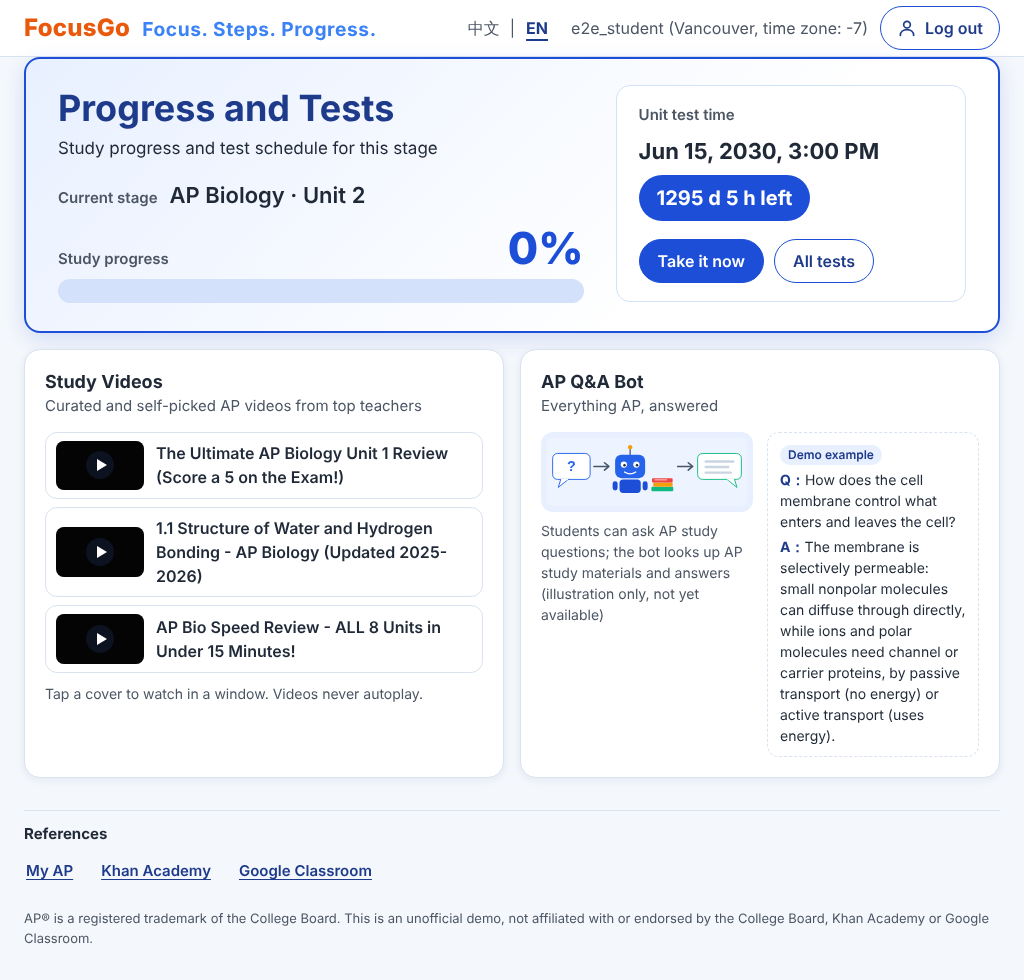 FocusGo Focus. Steps. Progress. 中文 | EN e2e_student (Vancouver, time zone: -7) Log out
Progress and Tests
Study progress and test schedule for this stage
Current stage AP Biology · Unit 2
Study progress 0%
Unit test time
Jun 15, 2030, 3:00 PM
1295 d 5 h left
Take it now All tests
Study Videos
Curated and self-picked AP videos from top teachers
The Ultimate AP Biology Unit 1 Review
(Score a 5 on the Exam!)
1.1 Structure of Water and Hydrogen
Bonding - AP Biology (Updated 2025-
2026)
AP Bio Speed Review - ALL 8 Units in
Under 15 Minutes!
Tap a cover to watch in a window. Videos never autoplay.
AP Q&A Bot
Everything AP, answered
?
Students can ask AP study
questions; the bot looks up AP
study materials and answers
(illustration only, not yet
available)
Demo example
Q：How does the cell
membrane control what
enters and leaves the cell?
A：The membrane is
selectively permeable:
small nonpolar molecules
can diffuse through directly,
while ions and polar
molecules need channel or
carrier proteins, by passive
transport (no energy) or
active transport (uses
energy).
References
My AP Khan Academy Google Classroom
AP® is a registered trademark of the College Board. This is an unofficial demo, not affiliated with or endorsed by the College Board, Khan Academy or Google
Classroom.